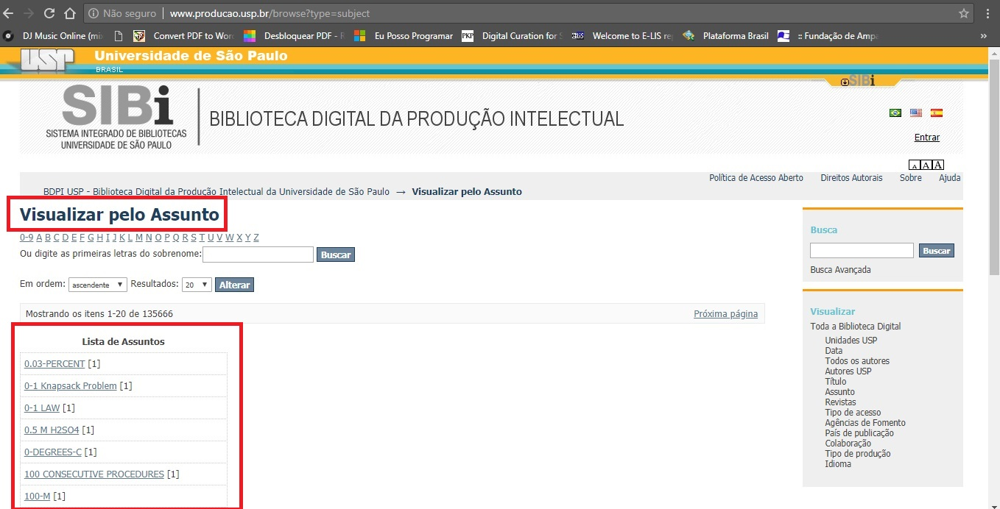 Não seguro | www.producao.usp.br/browse?type=subject
DJ Music Online (mi Convert PDF to Wor Desbloquear PDF - R Eu Posso Programar PKP Digital Curation for S Welcome to E-LIS rep Plataforma Brasil :: Fundação de Ampa »
USP Universidade de São Paulo
BRASIL
SIBi
SIBi
SISTEMA INTEGRADO DE BIBLIOTECAS
UNIVERSIDADE DE SÃO PAULO
BIBLIOTECA DIGITAL DA PRODUÇÃO INTELECTUAL
Entrar
A A A
Política de Acesso Aberto Direitos Autorais Sobre Ajuda
BDPI USP - Biblioteca Digital da Produção Intelectual da Universidade de São Paulo → Visualizar pelo Assunto
Visualizar pelo Assunto
0-9 A B C D E F G H I J K L M N O P Q R S T U V W X Y Z
Ou digite as primeiras letras do sobrenome: Buscar
Em ordem: ascendente Resultados: 20 Alterar
Mostrando os itens 1-20 de 135666 Próxima página
Lista de Assuntos
0.03-PERCENT [1]
0-1 Knapsack Problem [1]
0-1 LAW [1]
0.5 M H2SO4 [1]
0-DEGREES-C [1]
100 CONSECUTIVE PROCEDURES [1]
100-M [1]
Busca
Buscar
Busca Avançada
Visualizar
Toda a Biblioteca Digital
Unidades USP
Data
Todos os autores
Autores USP
Título
Assunto
Revistas
Tipo de acesso
Agências de Fomento
País de publicação
Colaboração
Tipo de produção
Idioma